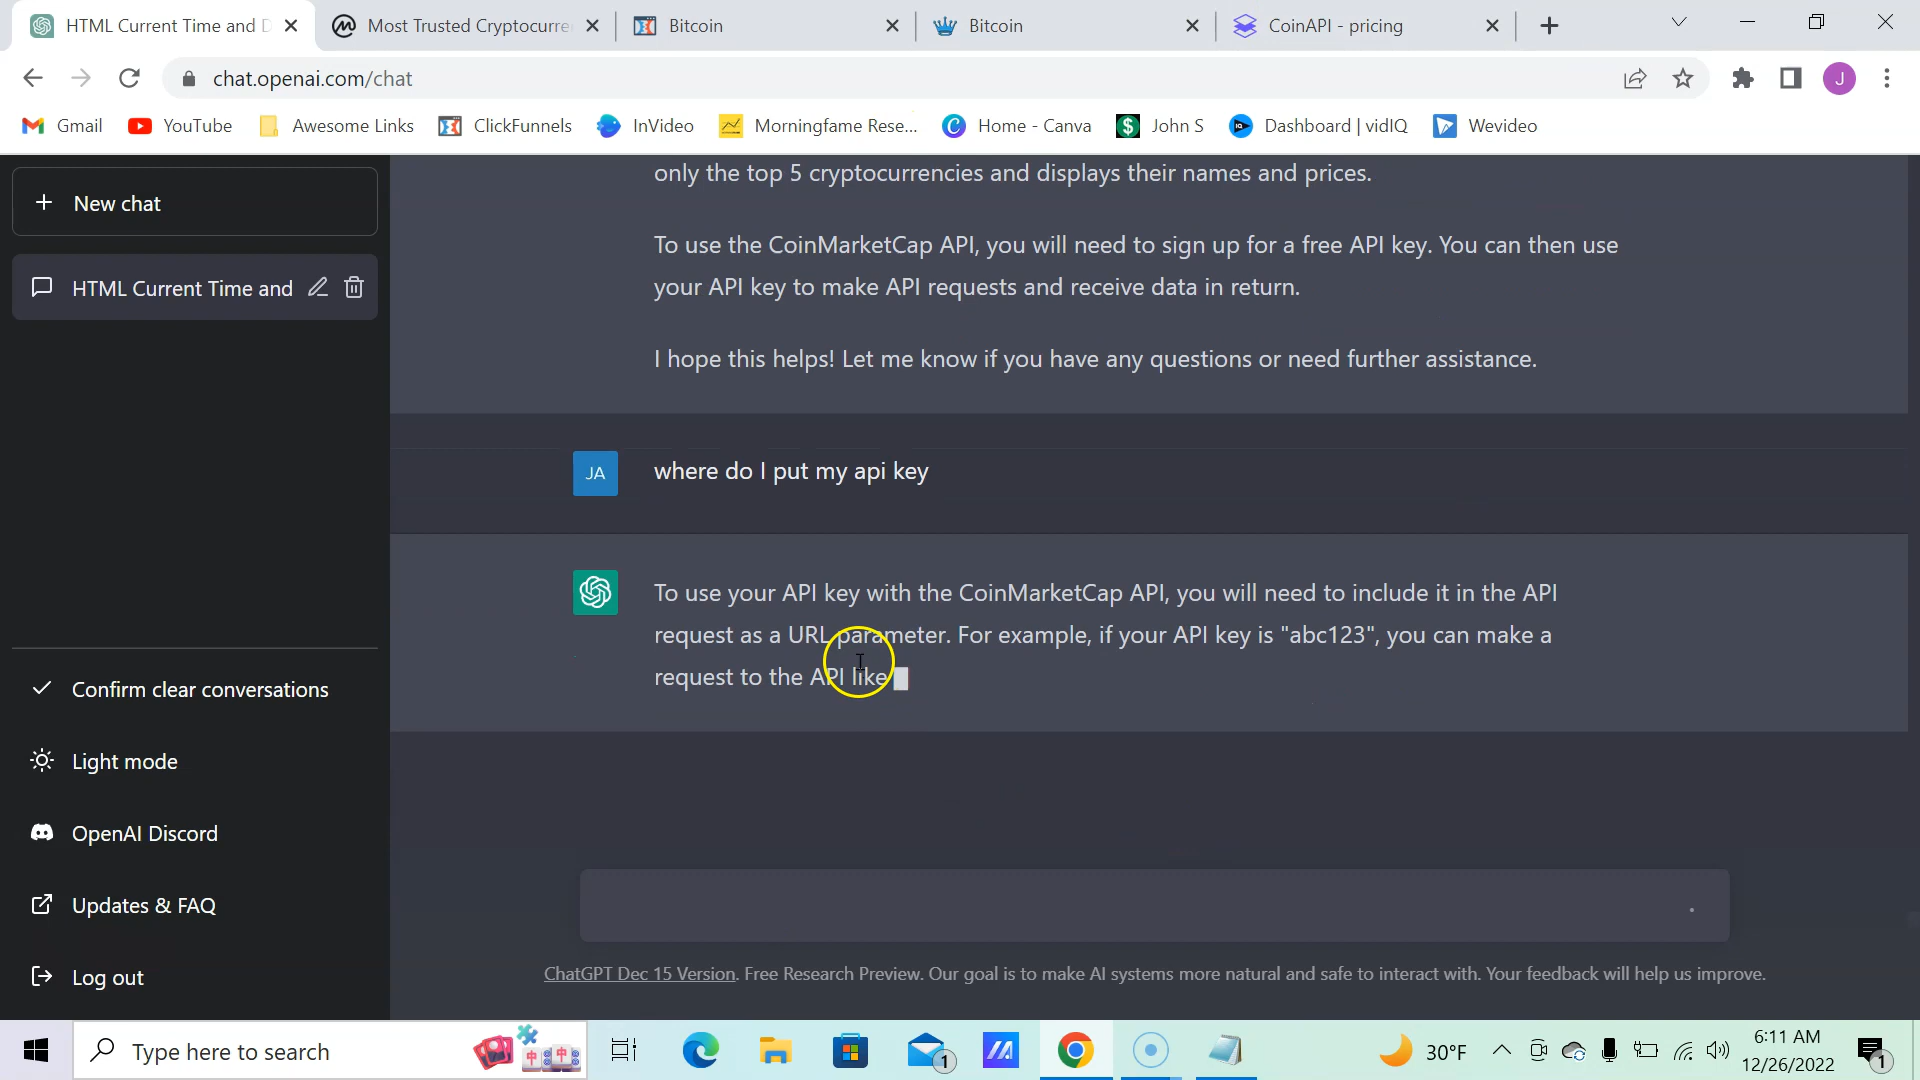 HTML Current Time and D
Most Trusted Cryptocurre
Bitcoin
Bitcoin
CoinAPI - pricing
chat.openai.com/chat
J
Gmail
YouTube
Awesome Links
ClickFunnels
InVideo
Morningfame Rese...
Home - Canva
John S
Dashboard | vidIQ
Wevideo
New chat
HTML Current Time and
only the top 5 cryptocurrencies and displays their names and prices.
To use the CoinMarketCap API, you will need to sign up for a free API key. You can then use
your API key to make API requests and receive data in return.
I hope this helps! Let me know if you have any questions or need further assistance.
JA
where do I put my api key
To use your API key with the CoinMarketCap API, you will need to include it in the API
request as a URL parameter. For example, if your API key is "abc123", you can make a
request to the API like
Confirm clear conversations
Light mode
OpenAI Discord
Updates & FAQ
Log out
ChatGPT Dec 15 Version. Free Research Preview. Our goal is to make AI systems more natural and safe to interact with. Your feedback will help us improve.
Type here to search
1
30°F
6:11 AM
12/26/2022
1